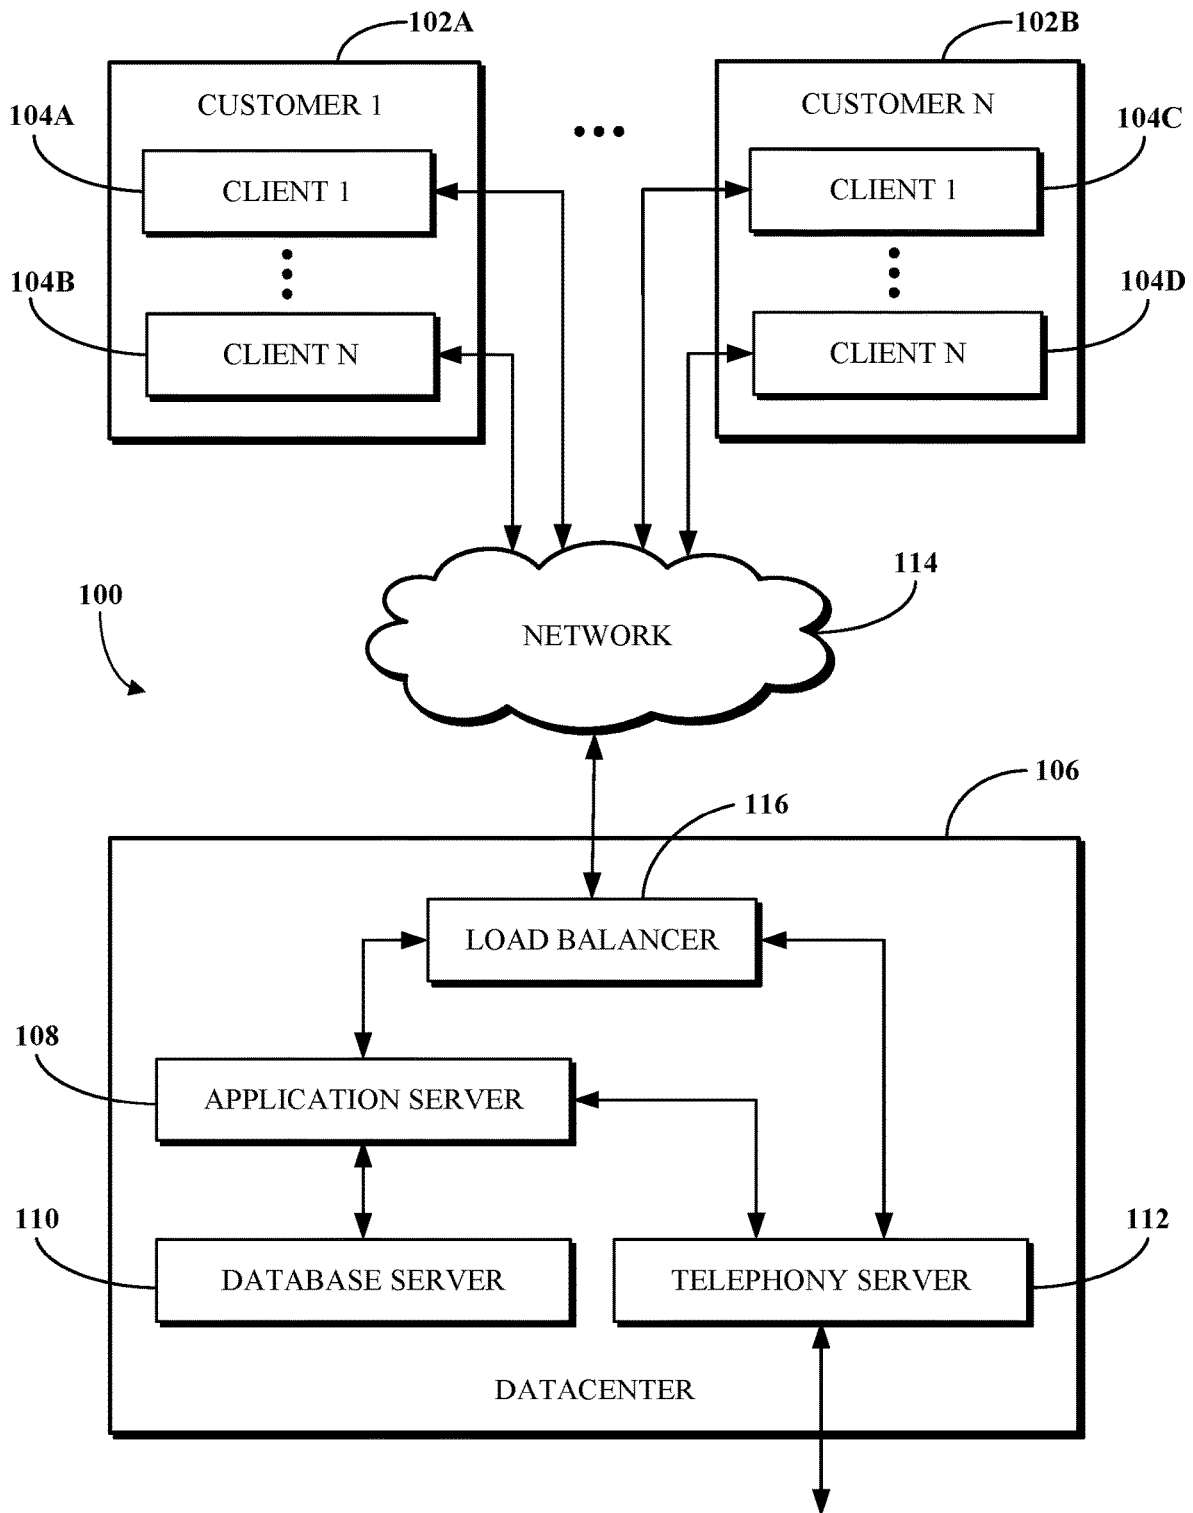 102A
102B
CUSTOMER 1
CUSTOMER N
104A
104C
CLIENT 1
CLIENT 1
104B
104D
CLIENT N
CLIENT N
114
100
NETWORK
106
116
LOAD BALANCER
108
APPLICATION SERVER
110
112
DATABASE SERVER
TELEPHONY SERVER
DATACENTER